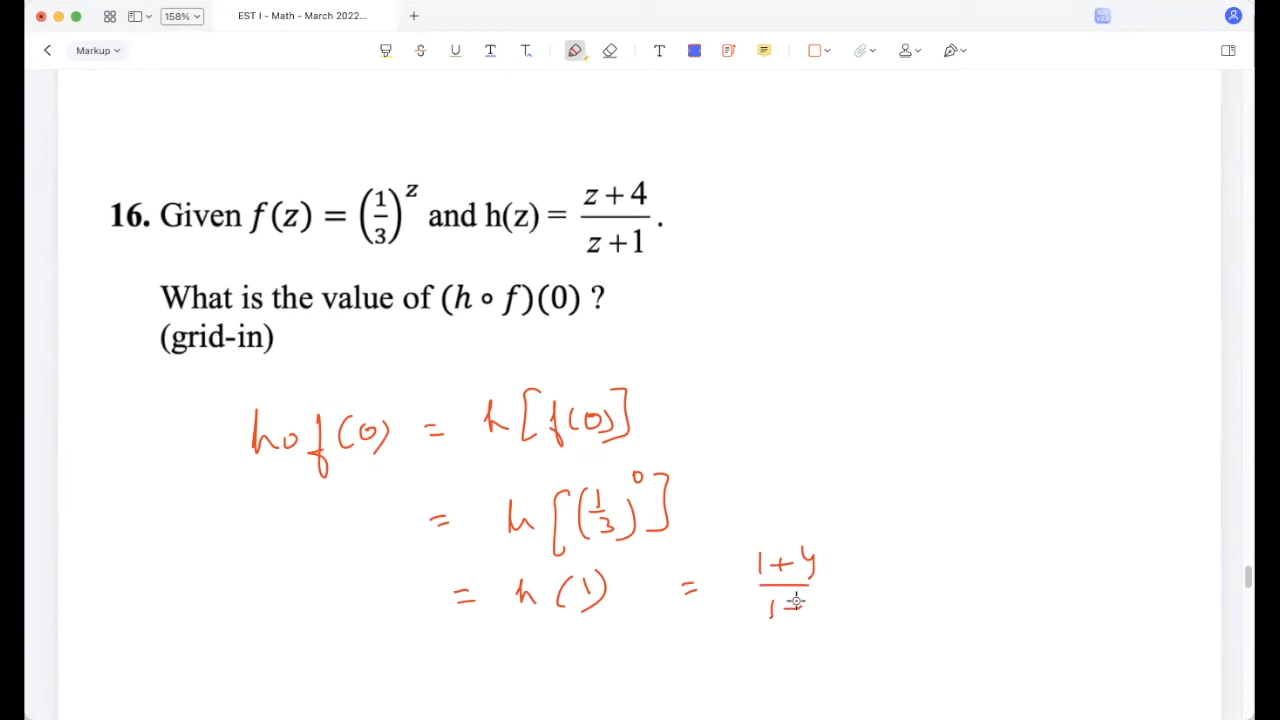 158%
EST I - Math - March 2022...
Markup
16. Given f(z) = (1/3)^z and h(z) = (z+4)/(z+1).
What is the value of (h ∘ f)(0) ?
(grid-in)
hof(0) = h[f(0)]
= h[(1/3)^0]
= h(1) = (1+4)/(1